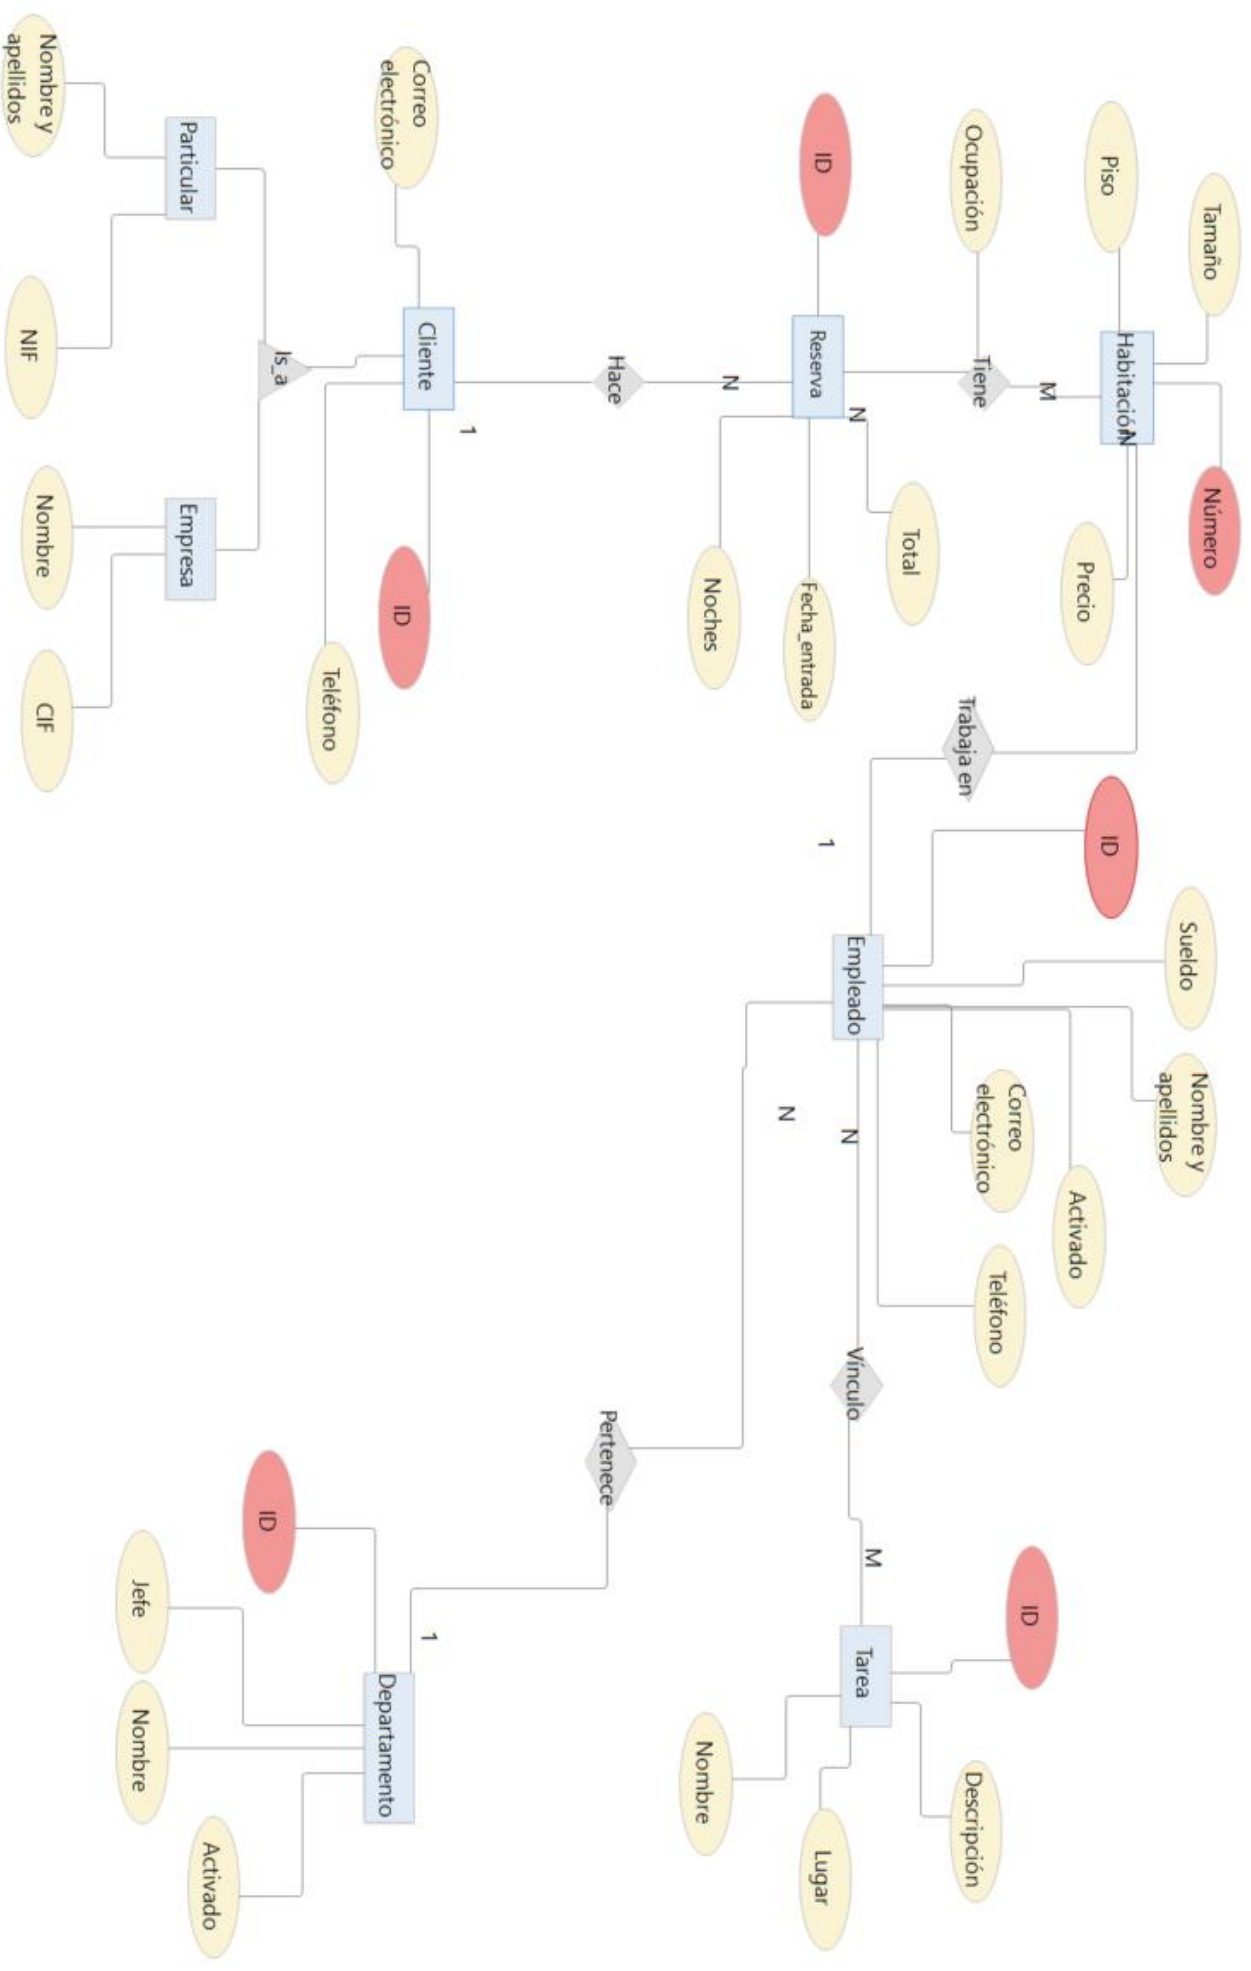 Tamaño
Número
Sueldo
Nombre y
apellidos
Piso
Habitación
N
Precio
ID
Activado
M
Ocupación
Tiene
Trabaja en
Correo
electrónico
Teléfono
ID
Descripción
Total
N
ID
Reserva
Fecha_entrada
1
Empleado
N
Vínculo
M
Tarea
Lugar
N
Noches
N
Nombre
Hace
Pertenece
1
Correo
electrónico
Cliente
ID
1
Departamento
Teléfono
Is_a
ID
Particular
Empresa
Activado
Nombre y
apellidos
NIF
Nombre
CIF
Jefe
Nombre